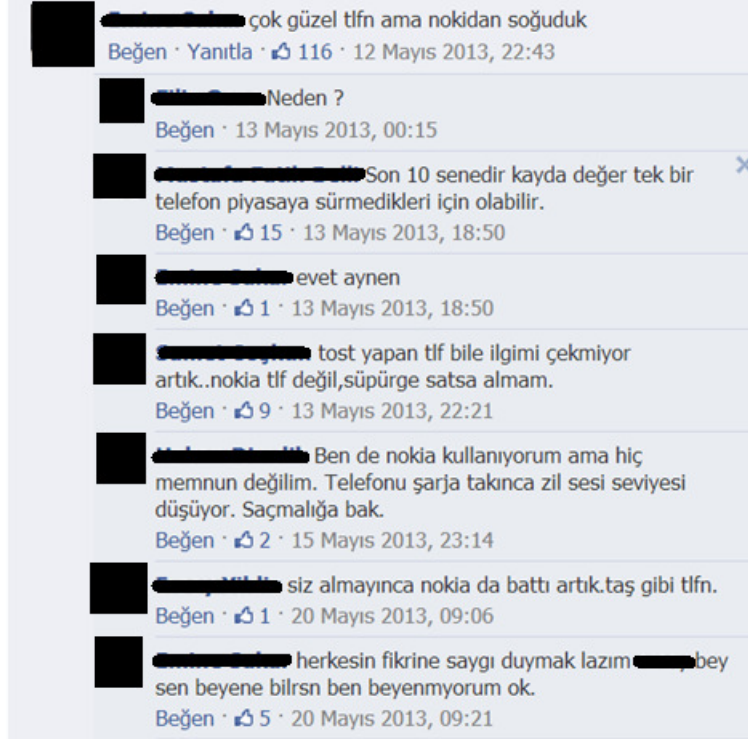 çok güzel tlfn ama nokidan soğuduk
Beğen · Yanıtla · 116 · 12 Mayıs 2013, 22:43
Neden ?
Beğen · 13 Mayıs 2013, 00:15
Son 10 senedir kayda değer tek bir
telefon piyasaya sürmedikleri için olabilir.
Beğen · 15 · 13 Mayıs 2013, 18:50
evet aynen
Beğen · 1 · 13 Mayıs 2013, 18:50
tost yapan tlf bile ilgimi çekmiyor
artık..nokia tlf değil,süpürge satsa almam.
Beğen · 9 · 13 Mayıs 2013, 22:21
Ben de nokia kullanıyorum ama hiç
memnun değilim. Telefonu şarja takınca zil sesi seviyesi
düşüyor. Saçmalığa bak.
Beğen · 2 · 15 Mayıs 2013, 23:14
siz almayınca nokia da battı artık.taş gibi tlfn.
Beğen · 1 · 20 Mayıs 2013, 09:06
herkesin fikrine saygı duymak lazım bey
sen beyene bilrsn ben beyenmyorum ok.
Beğen · 5 · 20 Mayıs 2013, 09:21